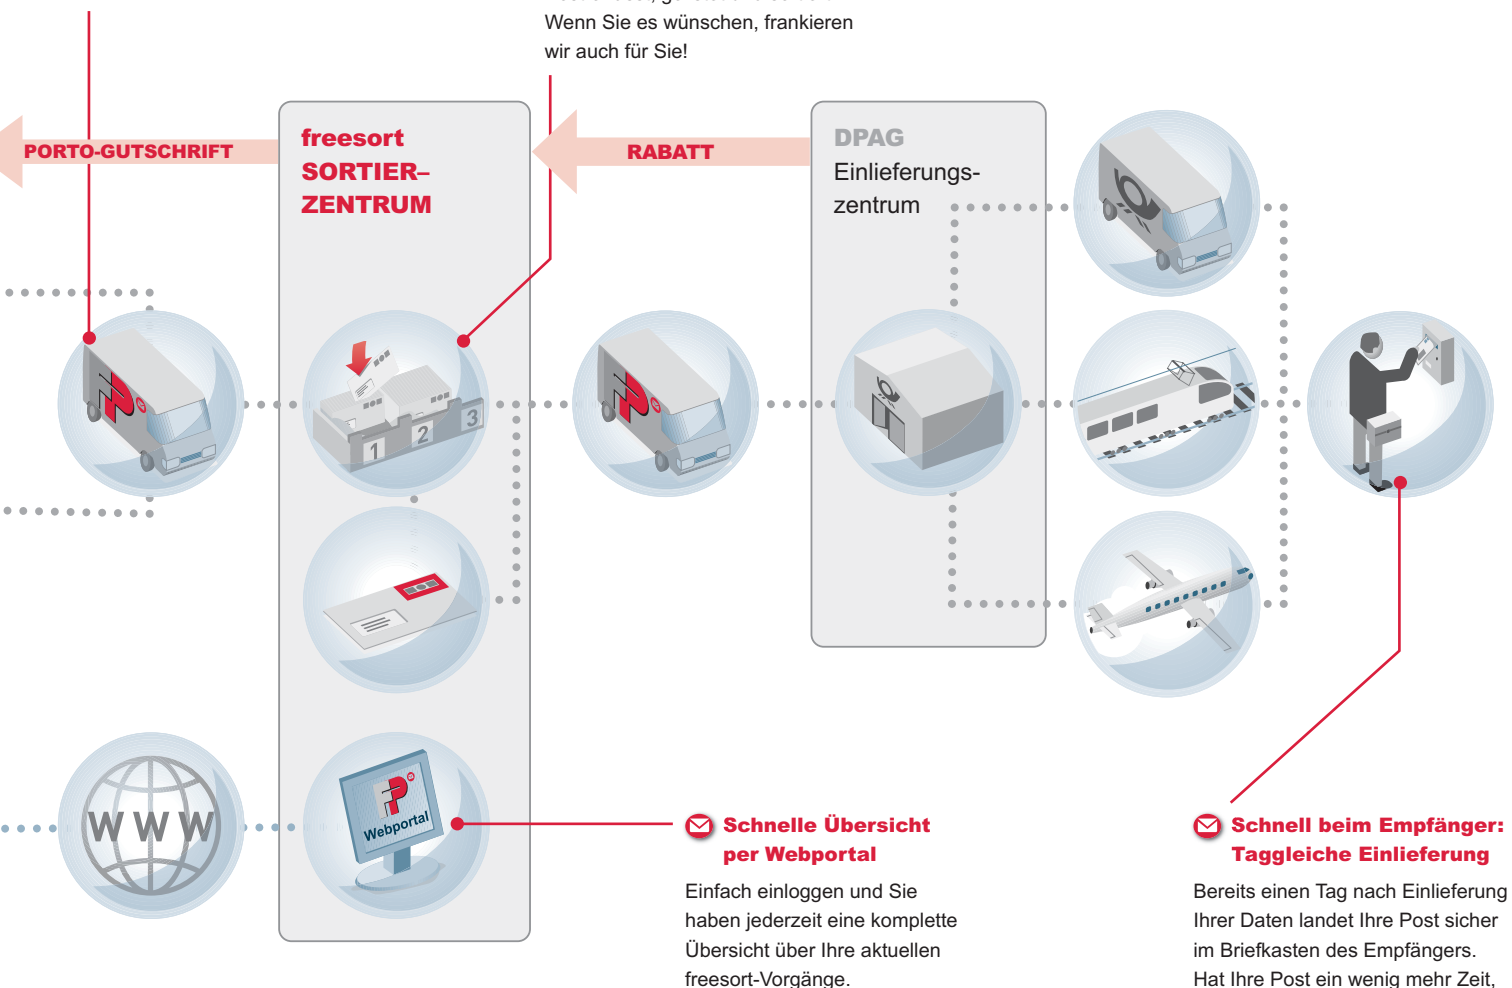 Wenn Sie es wünschen, frankieren
wir auch für Sie!
PORTO-GUTSCHRIFT
freesort
SORTIER–
ZENTRUM
RABATT
DPAG
Einlieferungs-
zentrum
1
2
3
WWW
FP
Webportal
Schnelle Übersicht
per Webportal
Einfach einloggen und Sie
haben jederzeit eine komplette
Übersicht über Ihre aktuellen
freesort-Vorgänge.
Schnell beim Empfänger:
Taggleiche Einlieferung
Bereits einen Tag nach Einlieferung
Ihrer Daten landet Ihre Post sicher
im Briefkasten des Empfängers.
Hat Ihre Post ein wenig mehr Zeit,